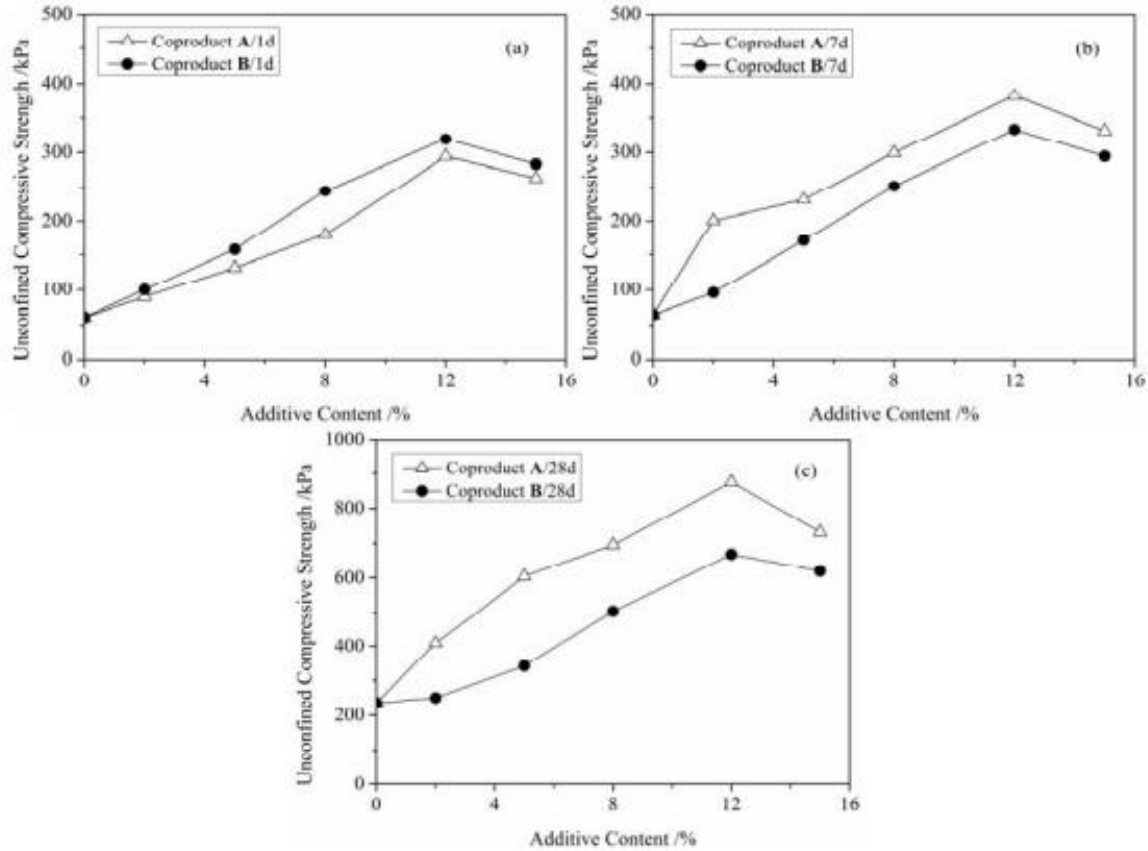 500
400
300
200
100
0
Unconfined Compressive Strengh /kPa
Coproduct A/1d
Coproduct B/1d
(a)
0 4 8 12 16
Additive Content /%
500
400
300
200
100
0
Unconfined Compressive Strengh /kPa
Coproduct A/7d
Coproduct B/7d
(b)
0 4 8 12 16
Additive Content /%
1000
800
600
400
200
0
Unconfined Compressive Strengh /kPa
Coproduct A/28d
Coproduct B/28d
(c)
0 4 8 12 16
Additive Content /%